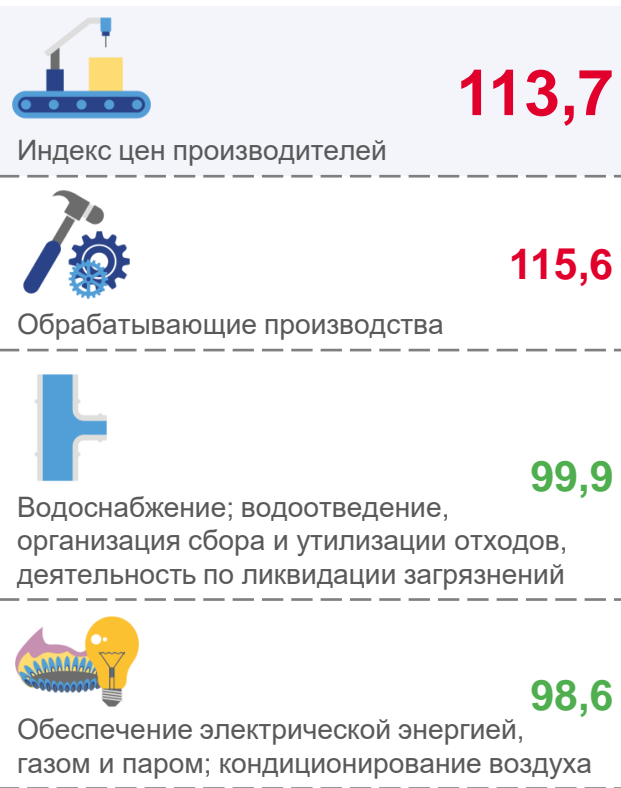 113,7
Индекс цен производителей
115,6
Обрабатывающие производства
99,9
Водоснабжение; водоотведение,
организация сбора и утилизации отходов,
деятельность по ликвидации загрязнений
98,6
Обеспечение электрической энергией,
газом и паром; кондиционирование воздуха